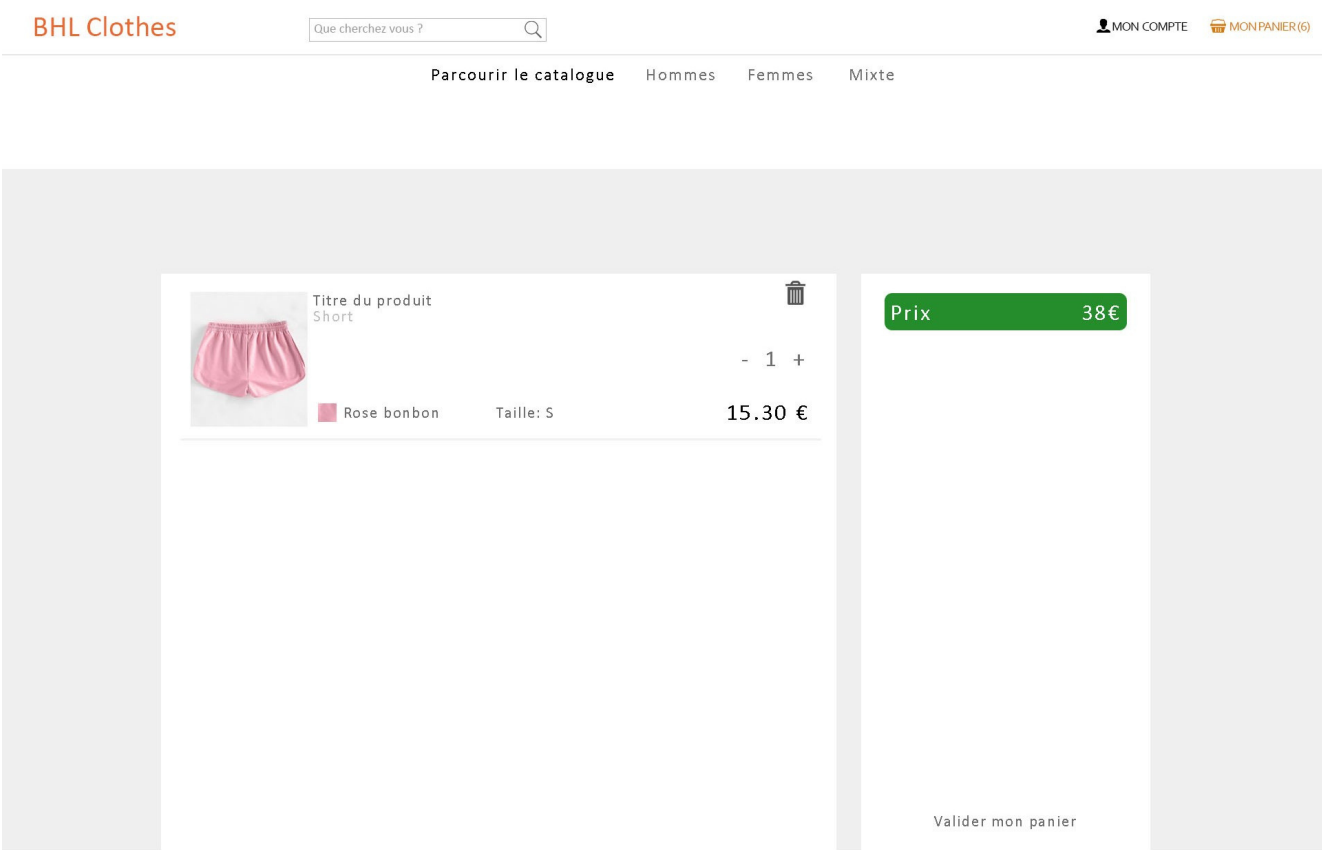 BHL Clothes
Que cherchez vous ?
MON COMPTE
MON PANIER (6)
Parcourir le catalogue Hommes Femmes Mixte
Titre du produit
Short
- 1 +
Rose bonbon Taille: S 15.30 €
Prix 38€
Valider mon panier